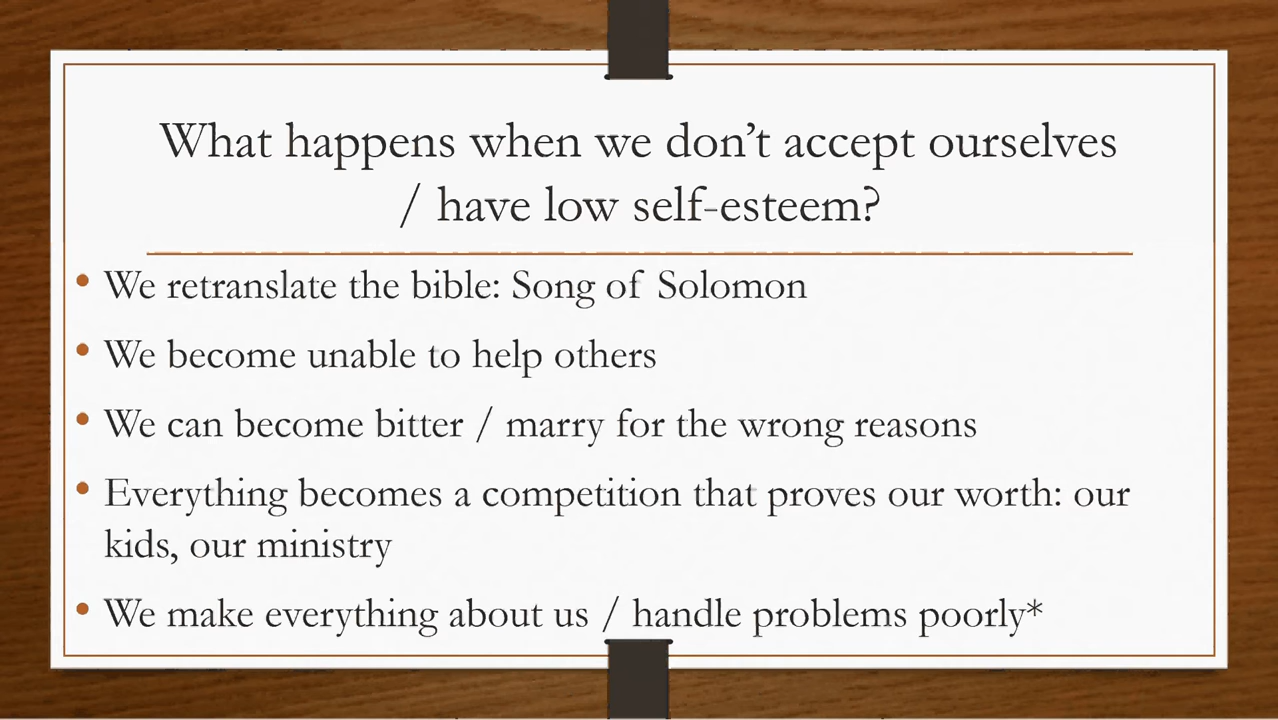 What happens when we don’t accept ourselves
/ have low self-esteem?
• We retranslate the bible: Song of Solomon
• We become unable to help others
• We can become bitter / marry for the wrong reasons
• Everything becomes a competition that proves our worth: our
kids, our ministry
• We make everything about us / handle problems poorly*